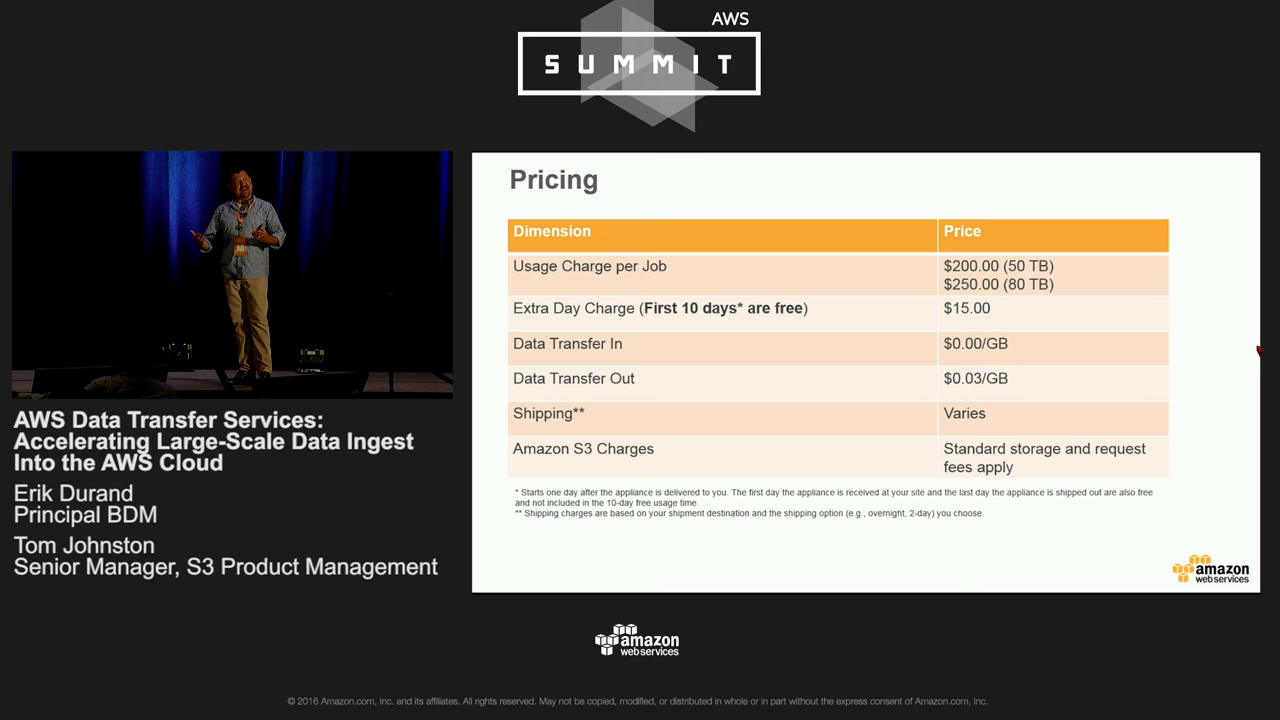 AWS
SUMMIT
Pricing
Dimension Price
Usage Charge per Job $200.00 (50 TB)
$250.00 (80 TB)
Extra Day Charge (First 10 days* are free) $15.00
Data Transfer In $0.00/GB
Data Transfer Out $0.03/GB
Shipping** Varies
Amazon S3 Charges Standard storage and request
fees apply
* Starts one day after the appliance is delivered to you. The first day the appliance is received at your site and the last day the appliance is shipped out are also free
and not included in the 10-day free usage time.
** Shipping charges are based on your shipment destination and the shipping option (e.g., overnight, 2-day) you choose.
amazon
web services
AWS Data Transfer Services:
Accelerating Large-Scale Data Ingest
Into the AWS Cloud
Erik Durand
Principal BDM
Tom Johnston
Senior Manager, S3 Product Management
amazon
web services
© 2016 Amazon.com, Inc. and its affiliates. All rights reserved. May not be copied, modified, or distributed in whole or in part without the express consent of Amazon.com, Inc.